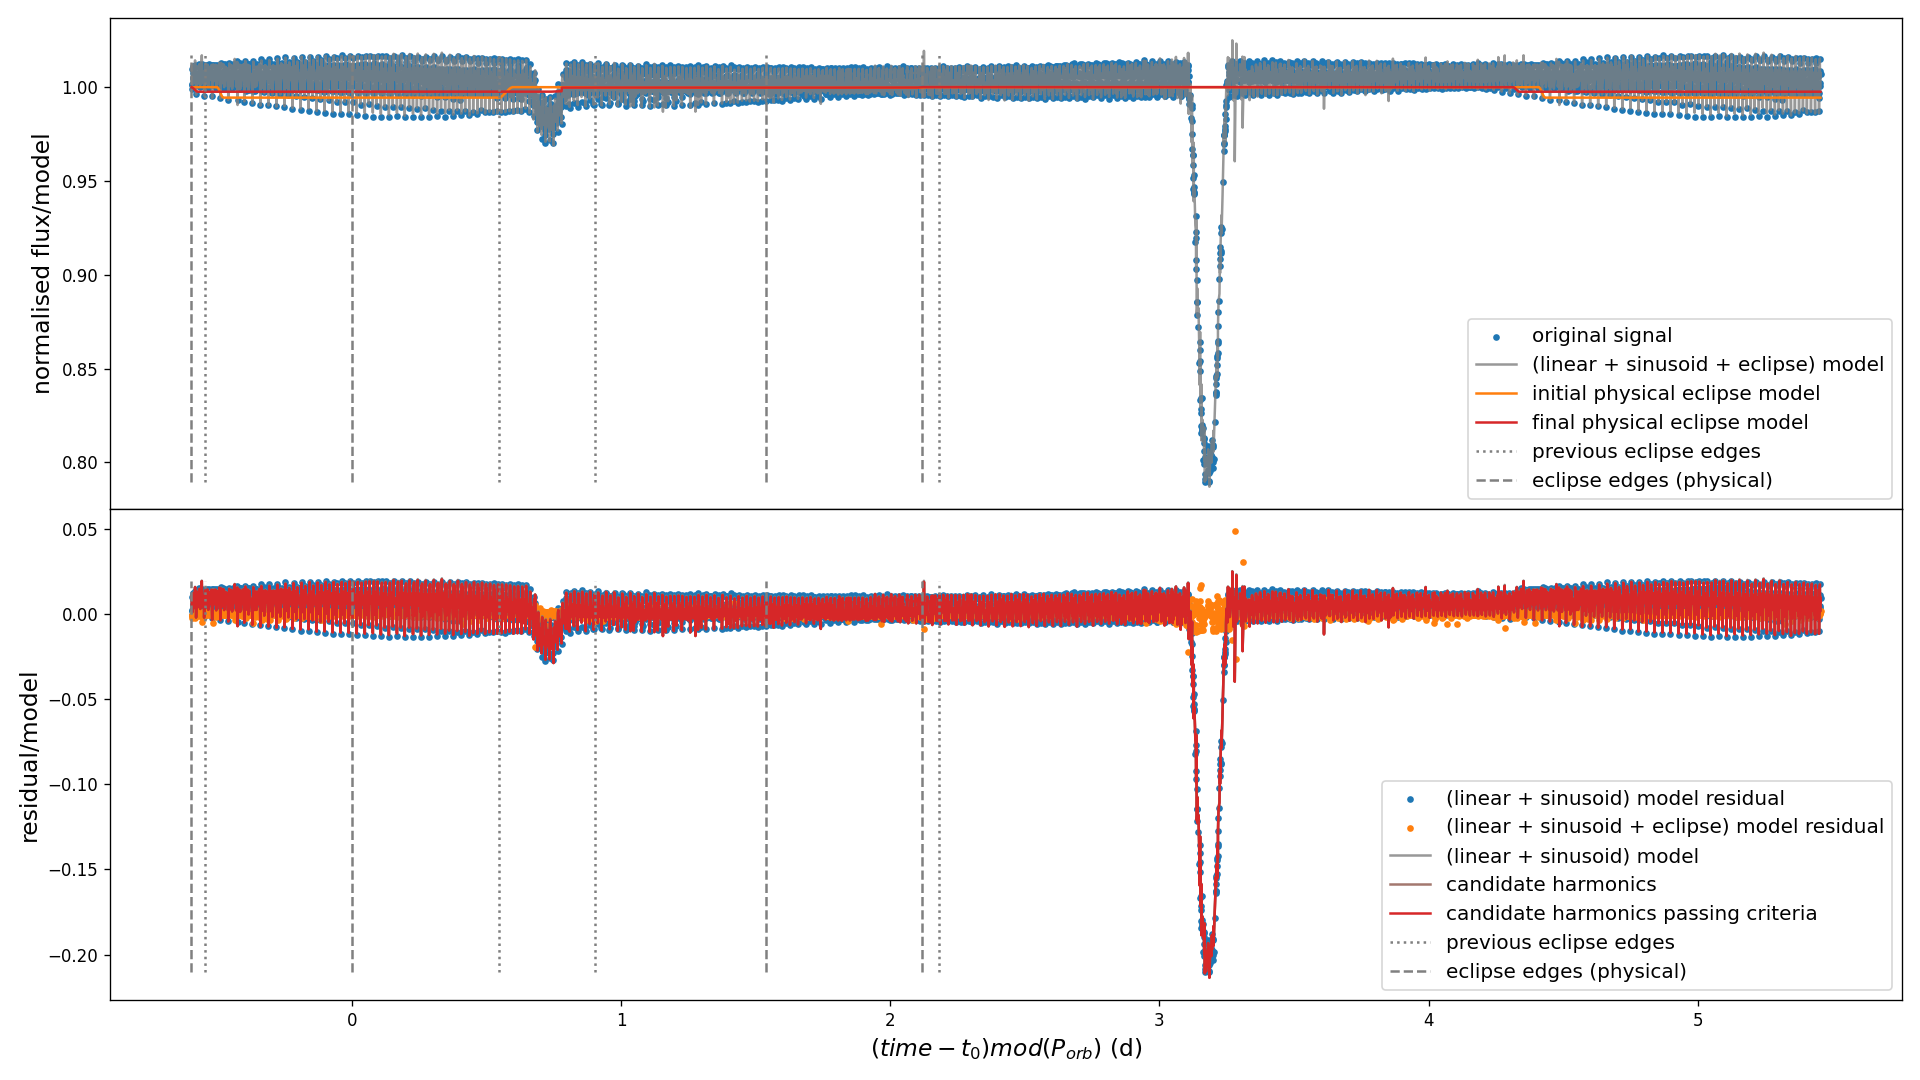 normalised flux/model
1.00
0.95
0.90
0.85
0.80
original signal
(linear + sinusoid + eclipse) model
initial physical eclipse model
final physical eclipse model
previous eclipse edges
eclipse edges (physical)
residual/model
0.05
0.00
−0.05
−0.10
−0.15
−0.20
(linear + sinusoid) model residual
(linear + sinusoid + eclipse) model residual
(linear + sinusoid) model
candidate harmonics
candidate harmonics passing criteria
previous eclipse edges
eclipse edges (physical)
0 1 2 3 4 5
(time − t₀)mod(Pₒᵣb) (d)